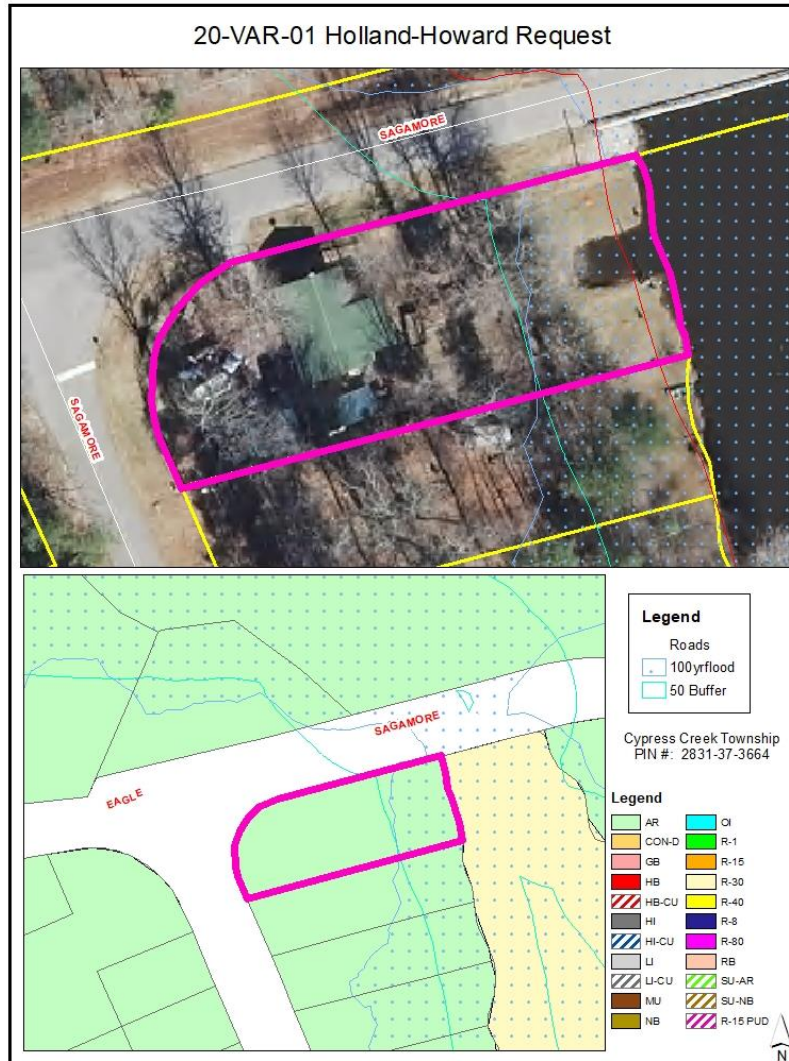 20-VAR-01 Holland-Howard Request
SAGAMORE
SAGAMORE
SAGAMORE
EAGLE
Legend
Roads
100yrflood
50 Buffer
Cypress Creek Township
PIN #: 2831-37-3664
Legend
AR
CON-D
GB
HB
HB-CU
HI
HI-CU
LI
LI-CU
MU
NB
OI
R-1
R-15
R-30
R-40
R-8
R-80
RB
SU-AR
SU-NB
R-15 PUD
N